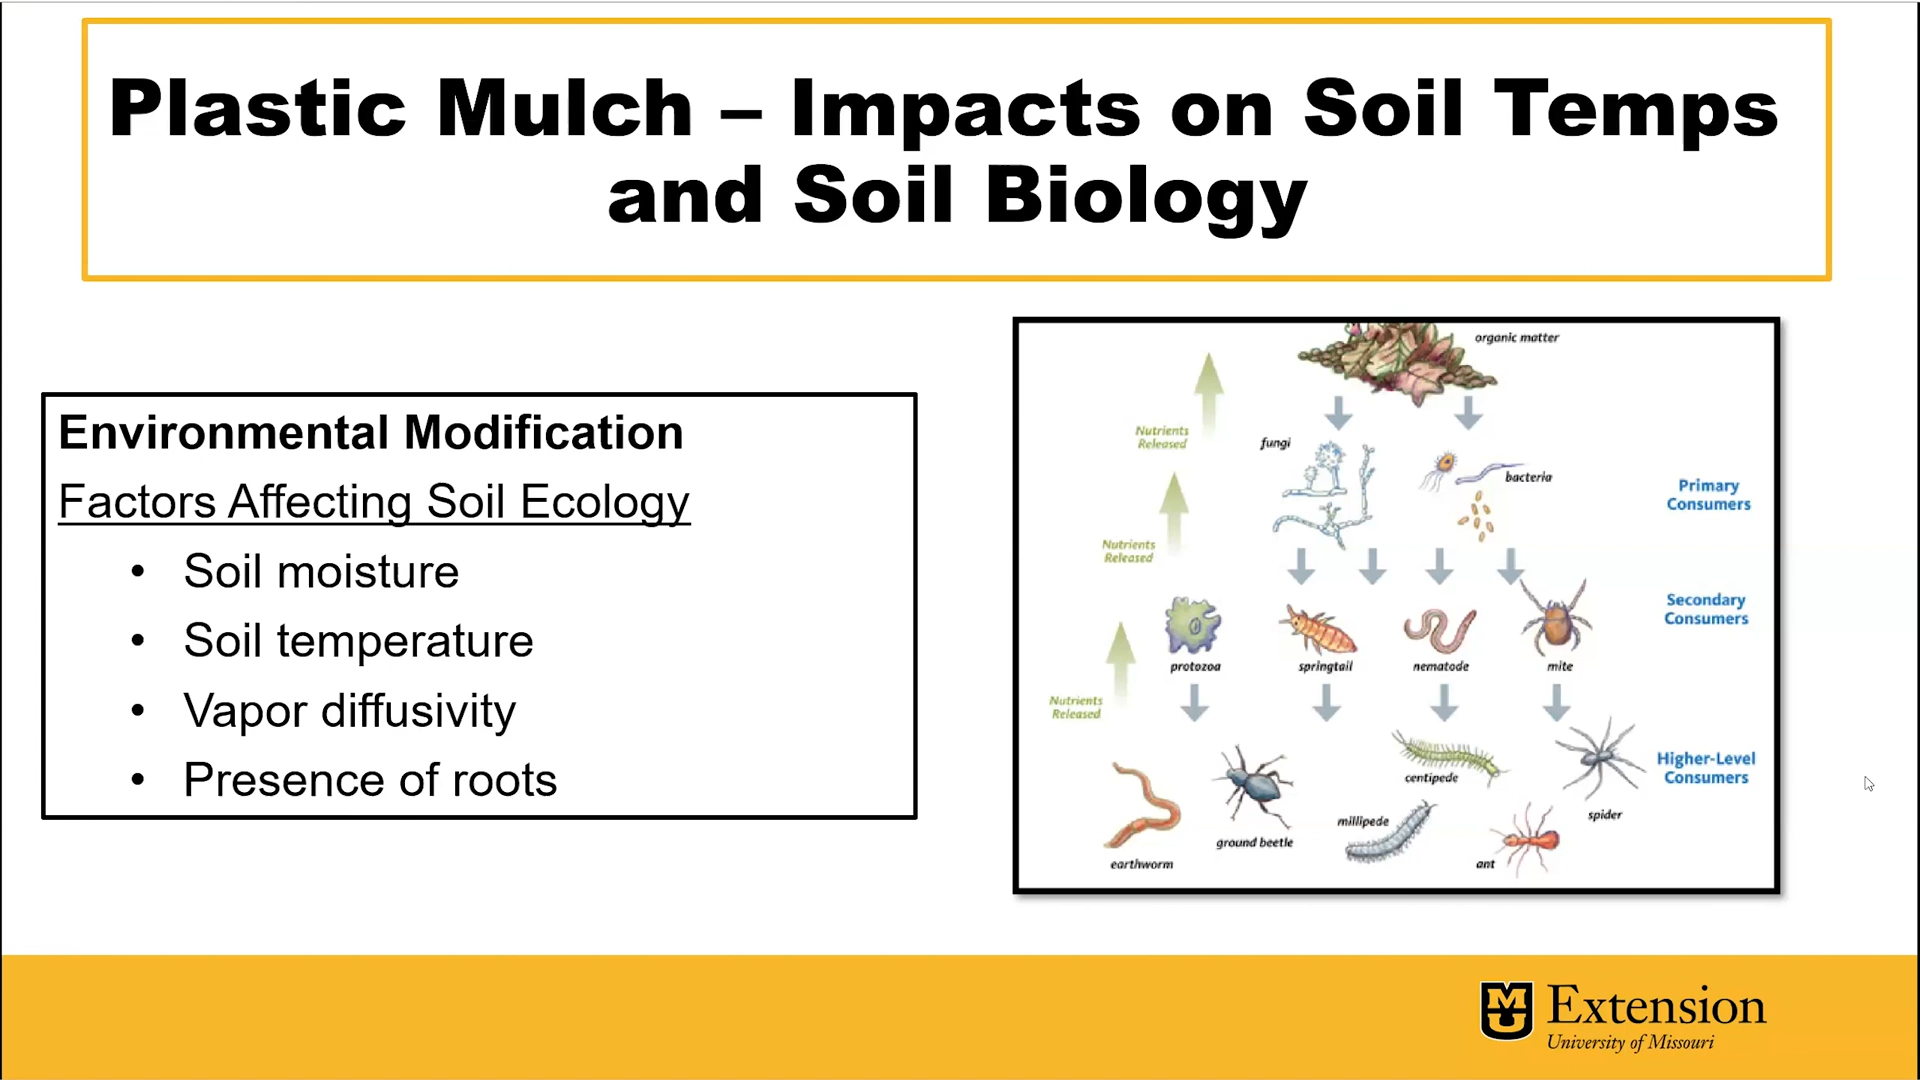 Plastic Mulch – Impacts on Soil Temps
and Soil Biology
Environmental Modification
Factors Affecting Soil Ecology
• Soil moisture
• Soil temperature
• Vapor diffusivity
• Presence of roots
organic matter
Nutrients
Released
fungi
bacteria
Primary
Consumers
Nutrients
Released
Secondary
Consumers
protozoa
springtail
nematode
mite
Nutrients
Released
Higher-Level
Consumers
centipede
spider
millipede
ground beetle
earthworm
ant
MU
Extension
University of Missouri